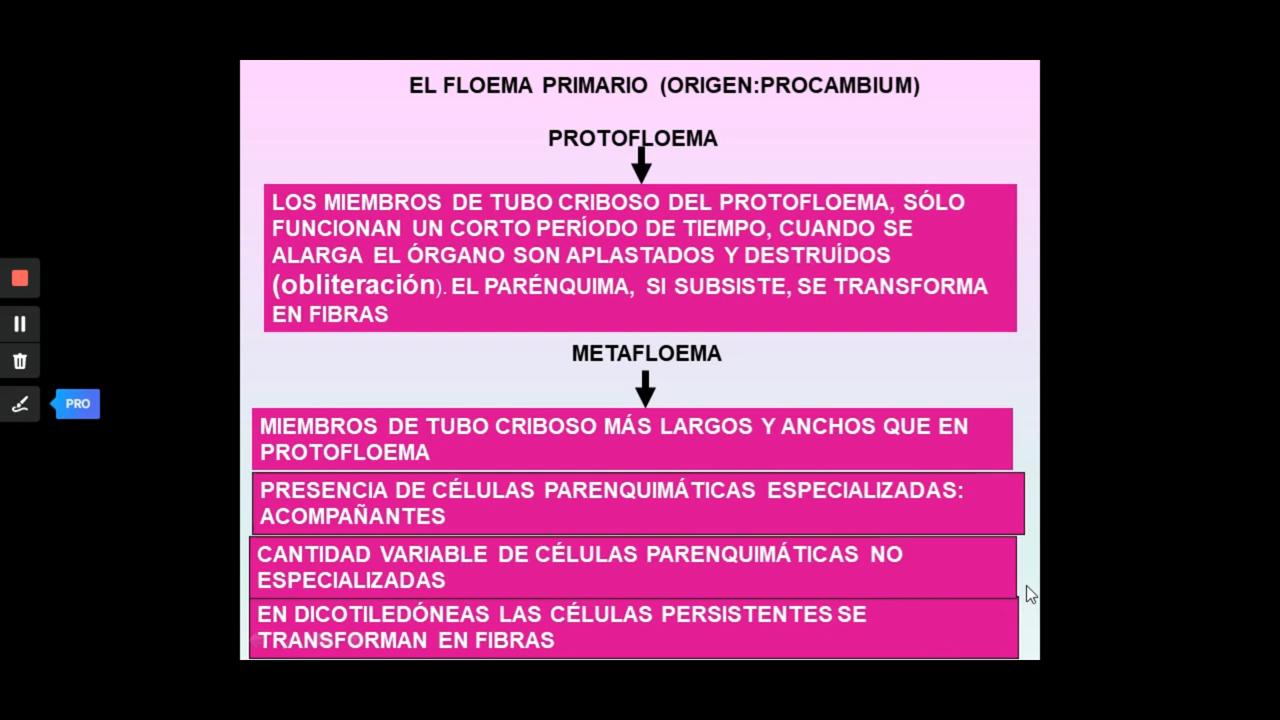 EL FLOEMA PRIMARIO (ORIGEN:PROCAMBIUM)
PROTOFLOEMA
LOS MIEMBROS DE TUBO CRIBOSO DEL PROTOFLOEMA, SÓLO
FUNCIONAN UN CORTO PERÍODO DE TIEMPO, CUANDO SE
ALARGA EL ÓRGANO SON APLASTADOS Y DESTRUÍDOS
(obliteración). EL PARÉNQUIMA, SI SUBSISTE, SE TRANSFORMA
EN FIBRAS
METAFLOEMA
MIEMBROS DE TUBO CRIBOSO MÁS LARGOS Y ANCHOS QUE EN
PROTOFLOEMA
PRESENCIA DE CÉLULAS PARENQUIMÁTICAS ESPECIALIZADAS:
ACOMPAÑANTES
CANTIDAD VARIABLE DE CÉLULAS PARENQUIMÁTICAS NO
ESPECIALIZADAS
EN DICOTILEDÓNEAS LAS CÉLULAS PERSISTENTES SE
TRANSFORMAN EN FIBRAS
PRO